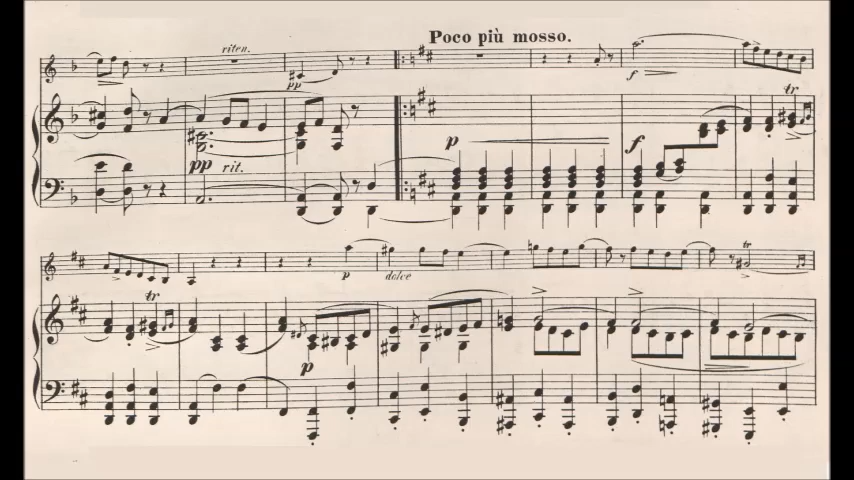 riten.
Poco più mosso.
pp
f
tr
p
f
pp rit.
tr
p
dolce
tr
p